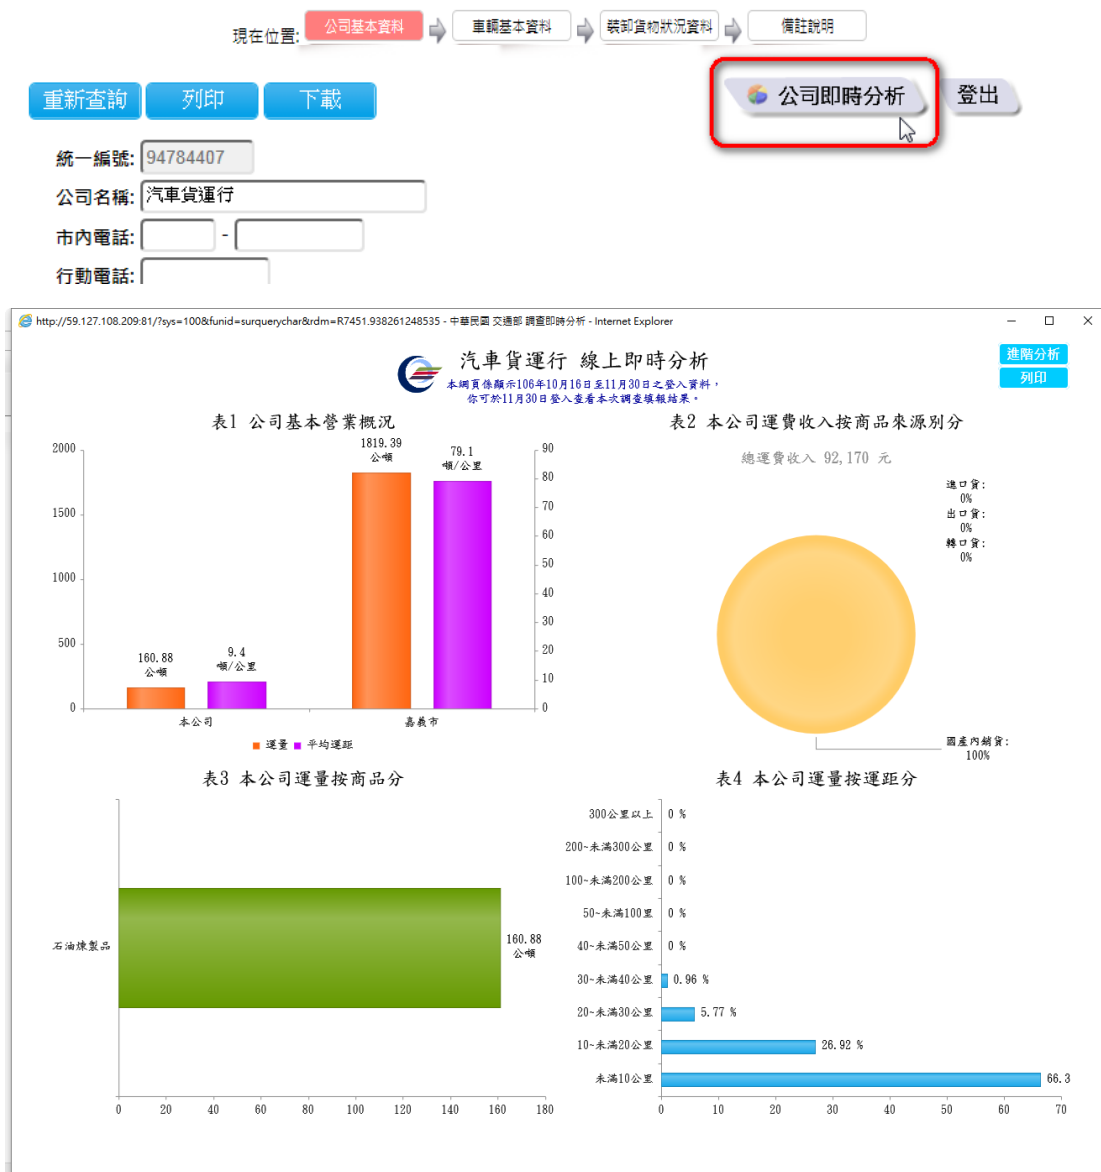 現在位置:
公司基本資料
車輛基本資料
裝卸貨物狀況資料
備註說明
重新查詢
列印
下載
公司即時分析
登出
統一編號: 94784407
公司名稱: 汽車貨運行
市內電話: -
行動電話:
http://59.127.108.209:81/?sys=100&funid=surquerychar&rdm=R7451.938261248535 - 中華民國 交通部 調查即時分析 - Internet Explorer
汽車貨運行 線上即時分析
本網頁係顯示106年10月16日至11月30日之登入資料，
你可於11月30日登入查看本次調查填報結果。
進階分析
列印
表1 公司基本營業概況
2000
1500
1000
500
0
90
80
70
60
50
40
30
20
10
0
160.88
公噸
9.4
噸/公里
1819.39
公噸
79.1
噸/公里
本公司
嘉義市
運量 平均運距
表2 本公司運費收入按商品來源別分
總運費收入 92,170 元
進口貨:
0%
出口貨:
0%
轉口貨:
0%
國產內銷貨:
100%
表3 本公司運量按商品分
石油煉製品
160.88
公噸
0 20 40 60 80 100 120 140 160 180
表4 本公司運量按運距分
300公里以上 0 %
200~未滿300公里 0 %
100~未滿200公里 0 %
50~未滿100里 0 %
40~未滿50公里 0 %
30~未滿40公里 0.96 %
20~未滿30公里 5.77 %
10~未滿20公里 26.92 %
未滿10公里 66.3
0 10 20 30 40 50 60 70